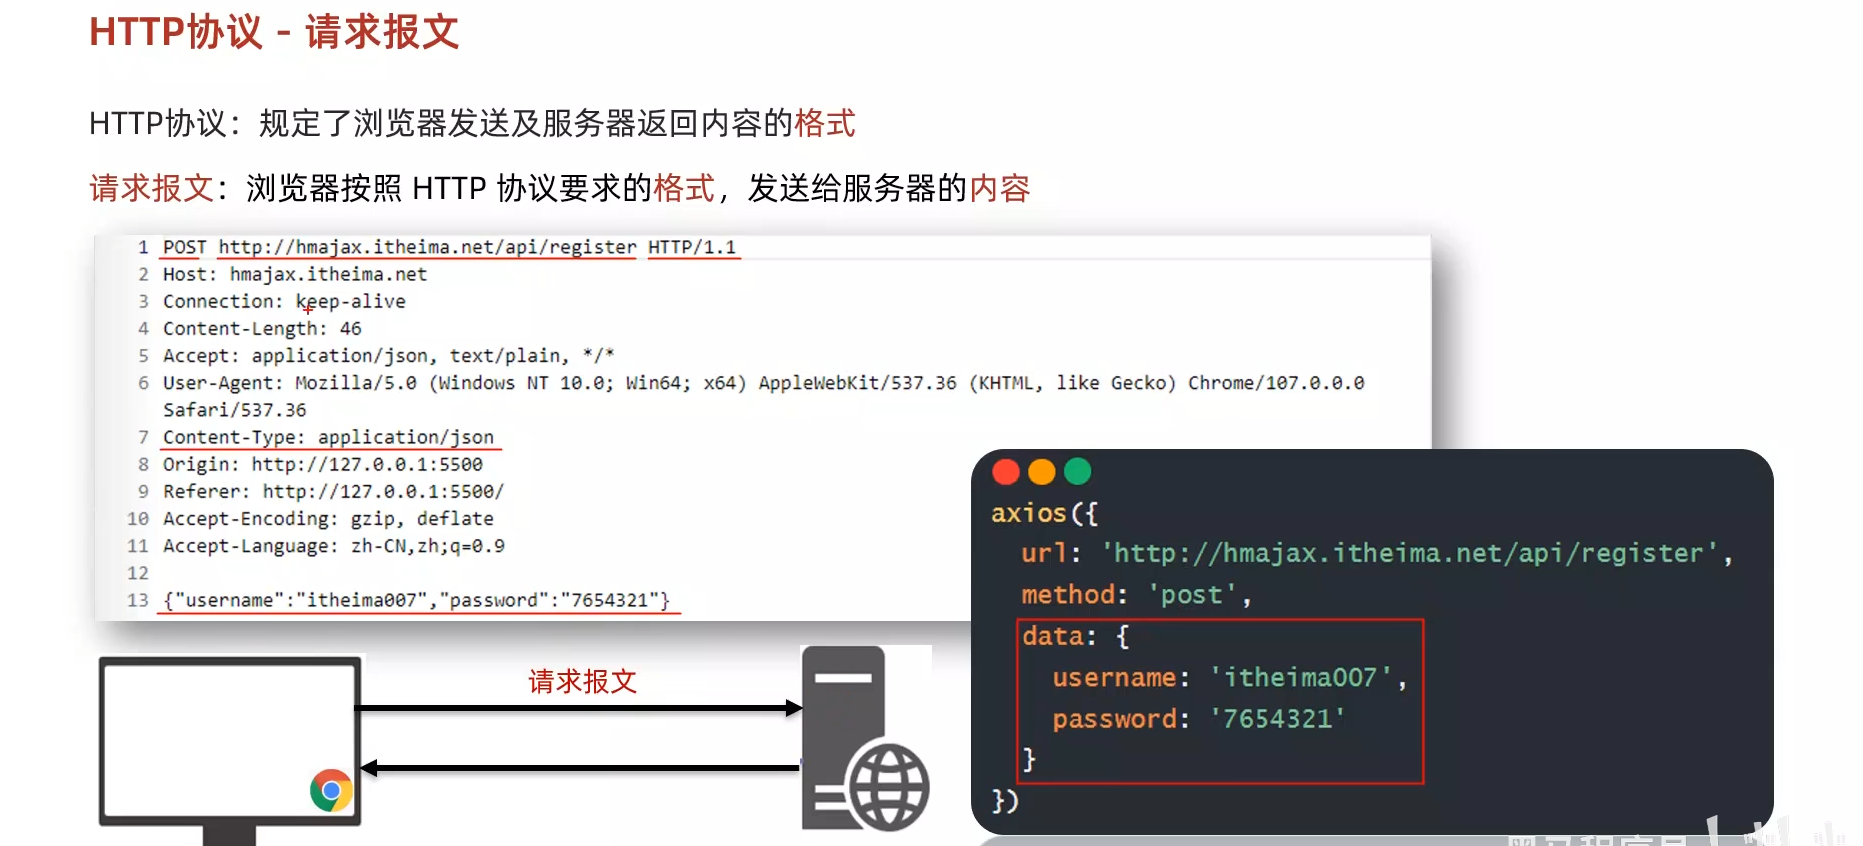 HTTP协议 - 请求报文
HTTP协议：规定了浏览器发送及服务器返回内容的格式
请求报文：浏览器按照 HTTP 协议要求的格式，发送给服务器的内容
1 POST http://hmajax.itheima.net/api/register HTTP/1.1
2 Host: hmajax.itheima.net
3 Connection: keep-alive
4 Content-Length: 46
5 Accept: application/json, text/plain, */*
6 User-Agent: Mozilla/5.0 (Windows NT 10.0; Win64; x64) AppleWebKit/537.36 (KHTML, like Gecko) Chrome/107.0.0.0
Safari/537.36
7 Content-Type: application/json
8 Origin: http://127.0.0.1:5500
9 Referer: http://127.0.0.1:5500/
10 Accept-Encoding: gzip, deflate
11 Accept-Language: zh-CN,zh;q=0.9
12
13 {"username":"itheima007","password":"7654321"}
请求报文
axios({
url: 'http://hmajax.itheima.net/api/register',
method: 'post',
data: {
username: 'itheima007',
password: '7654321'
}
})